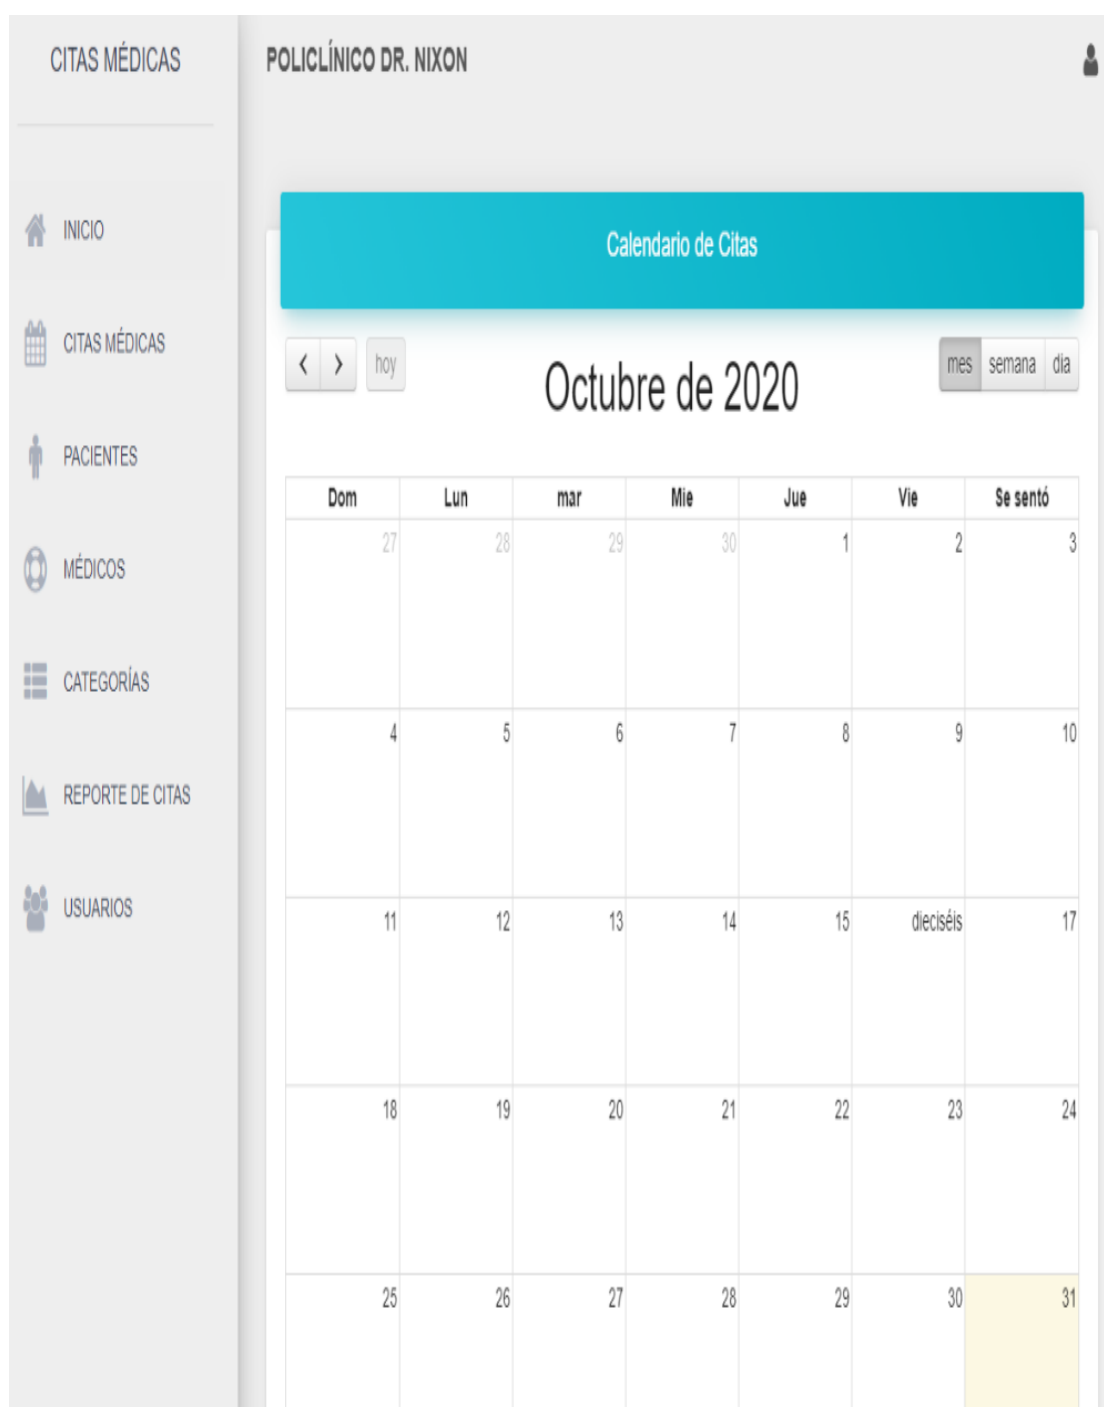 CITAS MÉDICAS
POLICLÍNICO DR. NIXON
INICIO
CITAS MÉDICAS
PACIENTES
MÉDICOS
CATEGORÍAS
REPORTE DE CITAS
USUARIOS
Calendario de Citas
hoy
Octubre de 2020
mes semana dia
Dom Lun mar Mie Jue Vie Se sentó
27 28 29 30 1 2 3
4 5 6 7 8 9 10
11 12 13 14 15 dieciséis 17
18 19 20 21 22 23 24
25 26 27 28 29 30 31